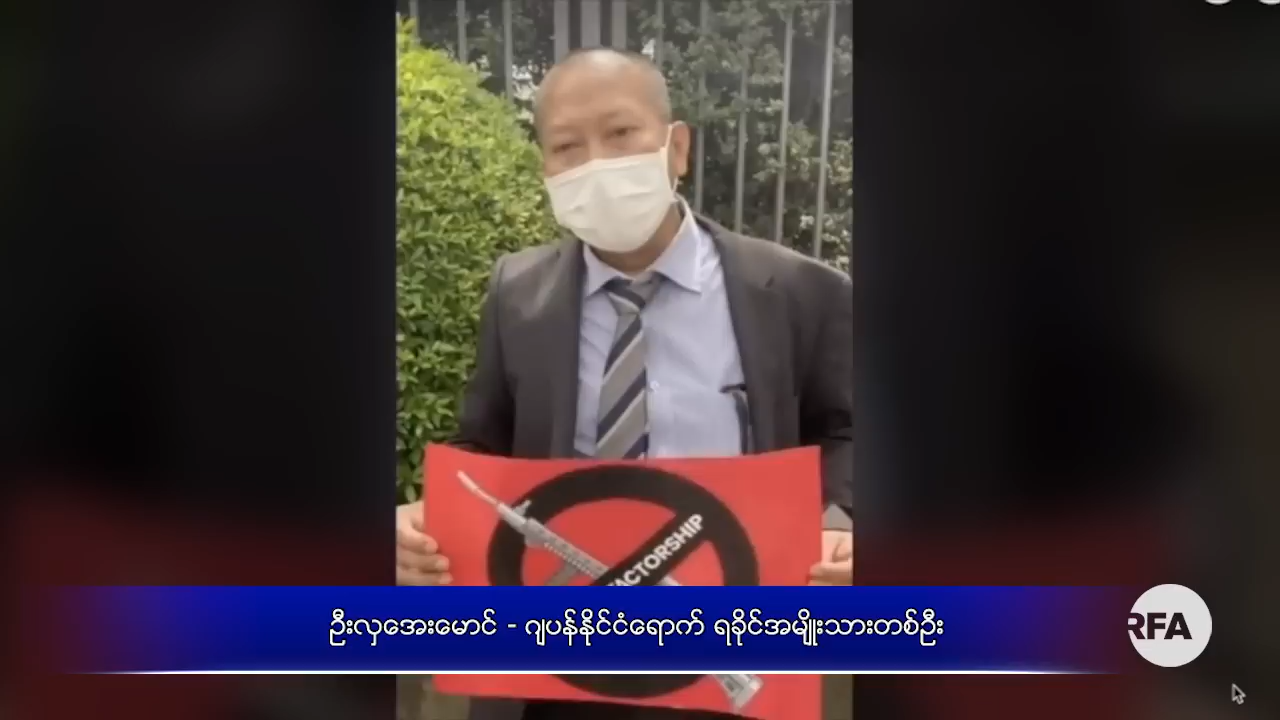 TACTORSHIP
ဦးလှအေးမောင် - ဂျပန်နိုင်ငံရောက် ရခိုင်အမျိုးသားတစ်ဦး
RFA